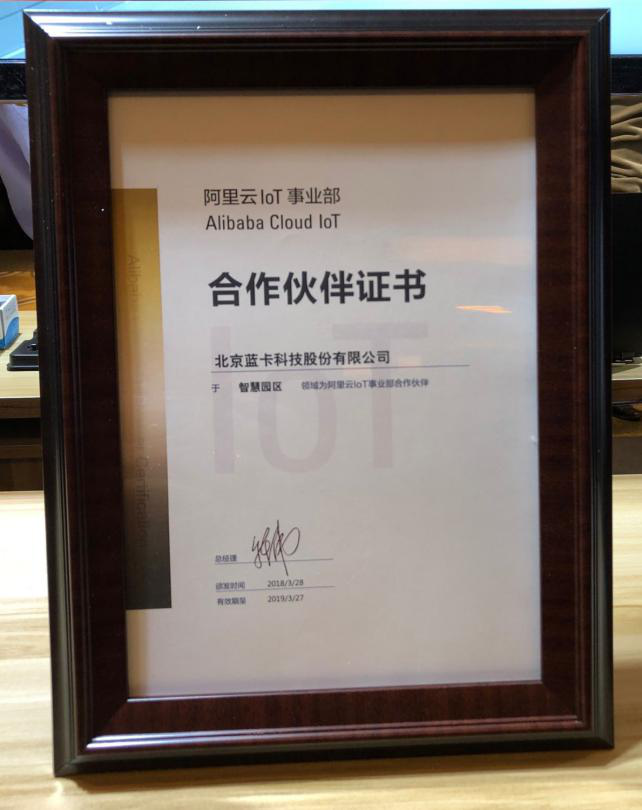 阿里云IoT 事业部
Alibaba Cloud IoT
合作伙伴证书
IoT
北京蓝卡科技股份有限公司
于 智慧园区 领域为阿里云IoT事业部合作伙伴
总经理
颁发时间 2018/3/28
有效期至 2019/3/27